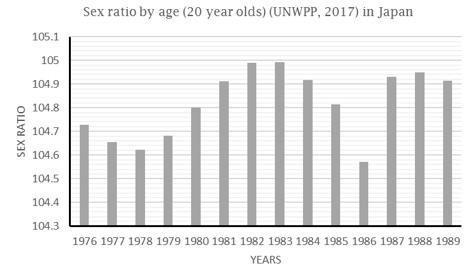 Sex ratio by age (20 year olds) (UNWPP, 2017) in Japan
105.1
105
104.9
104.8
104.7
104.6
104.5
104.4
104.3
SEX RATIO
1976 1977 1978 1979 1980 1981 1982 1983 1984 1985 1986 1987 1988 1989
YEARS